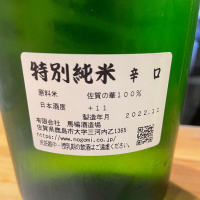 特別純米 辛口
原料米 佐賀の華100%
日本酒度 +11
製造年月 2022.12
有限会社 馬場酒造場
佐賀県鹿島市大字三河内乙1365
https://www.nogomi.co.jp